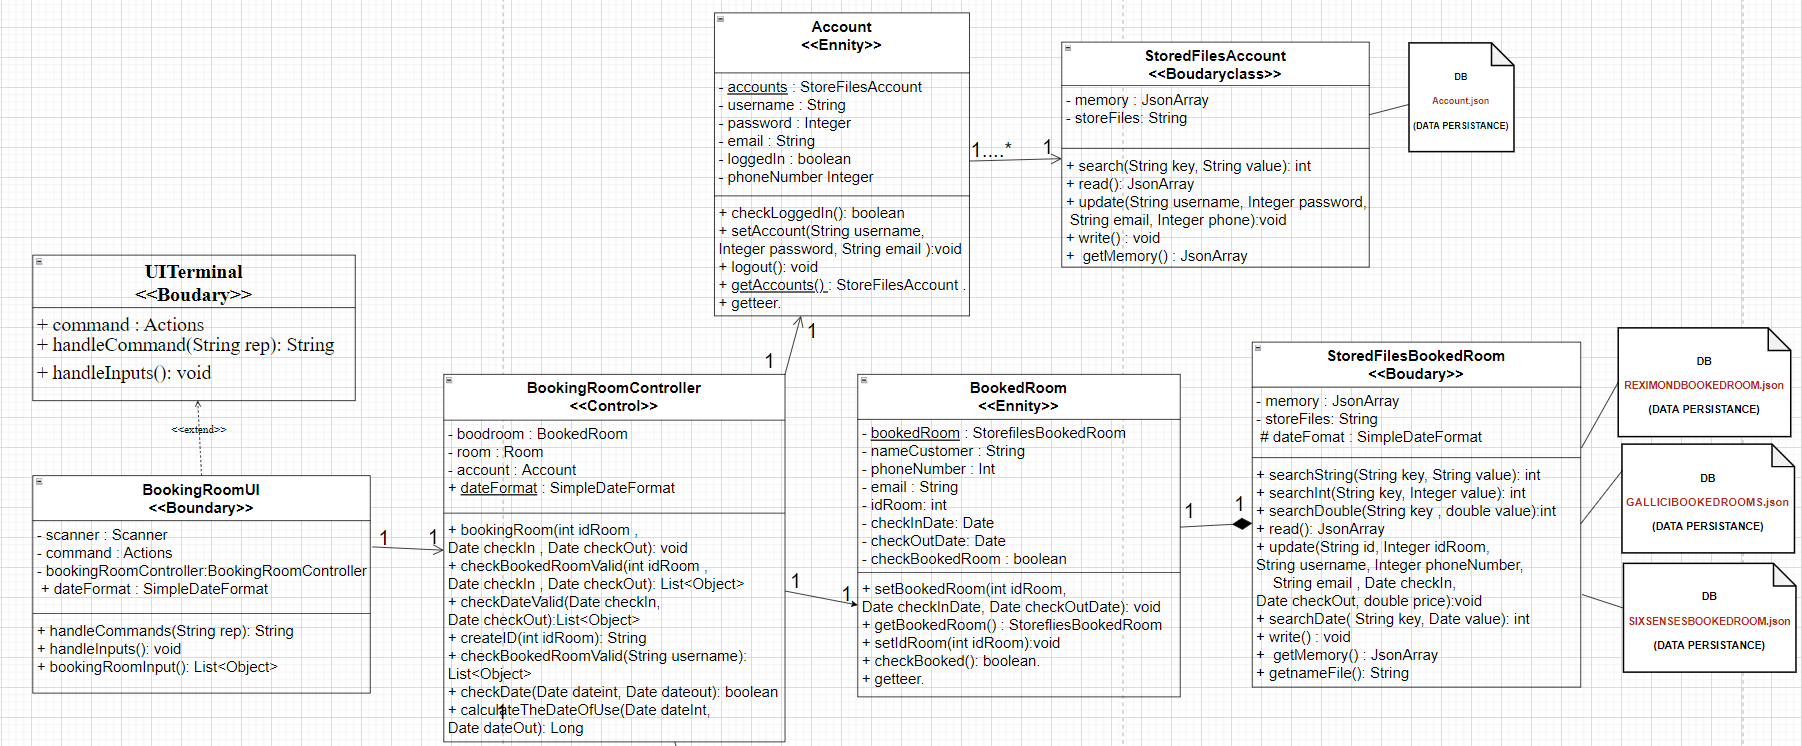 Account
<<Ennity>>
- accounts : StoreFilesAccount
- username : String
- password : Integer
- email : String
- loggedIn : boolean
- phoneNumber Integer
+ checkLoggedIn(): boolean
+ setAccount(String username,
Integer password, String email ):void
+ logout(): void
+ getAccounts() : StoreFilesAccount .
+ getteer.
1....*
1
StoredFilesAccount
<<Boudaryclass>>
- memory : JsonArray
- storeFiles: String
+ search(String key, String value): int
+ read(): JsonArray
+ update(String username, Integer password,
String email, Integer phone):void
+ write() : void
+ getMemory() : JsonArray
DB
Account.json
(DATA PERSISTANCE)
UITerminal
<<Boudary>>
+ command : Actions
+ handleCommand(String rep): String
+ handleInputs(): void
<<extend>>
BookingRoomUI
<<Boundary>>
- scanner : Scanner
- command : Actions
- bookingRoomController:BookingRoomController
+ dateFormat : SimpleDateFormat
+ handleCommands(String rep): String
+ handleInputs(): void
+ bookingRoomInput(): List<Object>
1
1
1
1
BookingRoomController
<<Control>>
- boodroom : BookedRoom
- room : Room
- account : Account
+ dateFormat : SimpleDateFormat
+ bookingRoom(int idRoom ,
Date checkIn , Date checkOut): void
+ checkBookedRoomValid(int idRoom ,
Date checkIn , Date checkOut): List<Object>
+ checkDateValid(Date checkIn,
Date checkOut):List<Object>
+ createID(int idRoom): String
+ checkBookedRoomValid(String username):
List<Object>
+ checkDate(Date dateint, Date dateout): boolean
+ calculateTheDateOfUse(Date dateInt,
Date dateOut): Long
1
1
1
BookedRoom
<<Ennity>>
- bookedRoom : StorefilesBookedRoom
- nameCustomer : String
- phoneNumber : Int
- email : String
- idRoom: int
- checkInDate: Date
- checkOutDate: Date
- checkBookedRoom : boolean
+ setBookedRoom(int idRoom,
Date checkInDate, Date checkOutDate): void
+ getBookedRoom() : StorefliesBookedRoom
+ setIdRoom(int idRoom):void
+ checkBooked(): boolean.
+ getteer.
1
1
StoredFilesBookedRoom
<<Boudary>>
- memory : JsonArray
- storeFiles: String
# dateFomat : SimpleDateFormat
+ searchString(String key, String value): int
+ searchInt(String key, Integer value): int
+ searchDouble(String key , double value):int
+ read(): JsonArray
+ update(String id, Integer idRoom,
String username, Integer phoneNumber,
String email , Date checkIn,
Date checkOut, double price):void
+ searchDate( String key, Date value): int
+ write() : void
+ getMemory() : JsonArray
+ getnameFile(): String
DB
REXIMONDBOOKEDROOM.json
(DATA PERSISTANCE)
DB
GALLICIBOOKEDROOMS.json
(DATA PERSISTANCE)
DB
SIXSENSESBOOKEDROOM.json
(DATA PERSISTANCE)